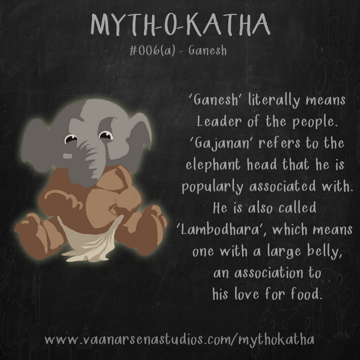 MYTH-O-KATHA
#006(a) - Ganesh
'Ganesh' literally means
Leader of the people.
'Gajanan' refers to the
elephant head that he is
popularly associated with.
He is also called
'Lambodhara', which means
one with a large belly,
an association to
his love for food.
www.vaanarsenastudios.com/mythokatha